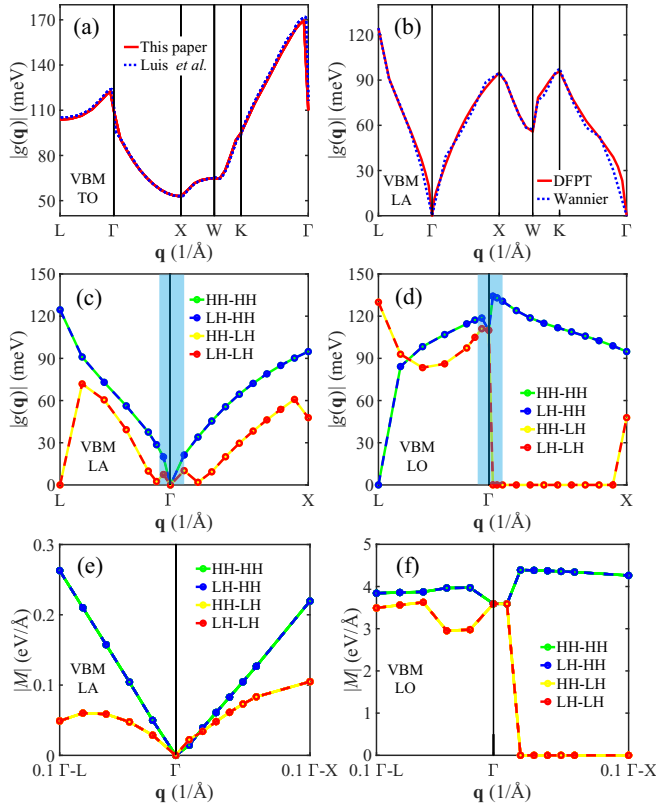 (a)
This paper
Luis et al.
VBM
TO
170
140
110
80
50
|g(q)| (meV)
L Γ X W K Γ
q (1/Å)
(b)
VBM
LA
DFPT
Wannier
120
90
60
30
0
|g(q)| (meV)
L Γ X W K Γ
q (1/Å)
(c)
HH-HH
LH-HH
HH-LH
LH-LH
VBM
LA
150
120
90
60
30
0
|g(q)| (meV)
L Γ X
q (1/Å)
(d)
HH-HH
LH-HH
HH-LH
LH-LH
VBM
LO
150
120
90
60
30
0
|g(q)| (meV)
L Γ X
q (1/Å)
(e)
HH-HH
LH-HH
HH-LH
LH-LH
VBM
LA
0.3
0.2
0.1
0
|M| (eV/Å)
0.1 Γ-L Γ 0.1 Γ-X
q (1/Å)
(f)
HH-HH
LH-HH
HH-LH
LH-LH
VBM
LO
5
4
3
2
1
0
|M| (eV/Å)
0.1 Γ-L Γ 0.1 Γ-X
q (1/Å)